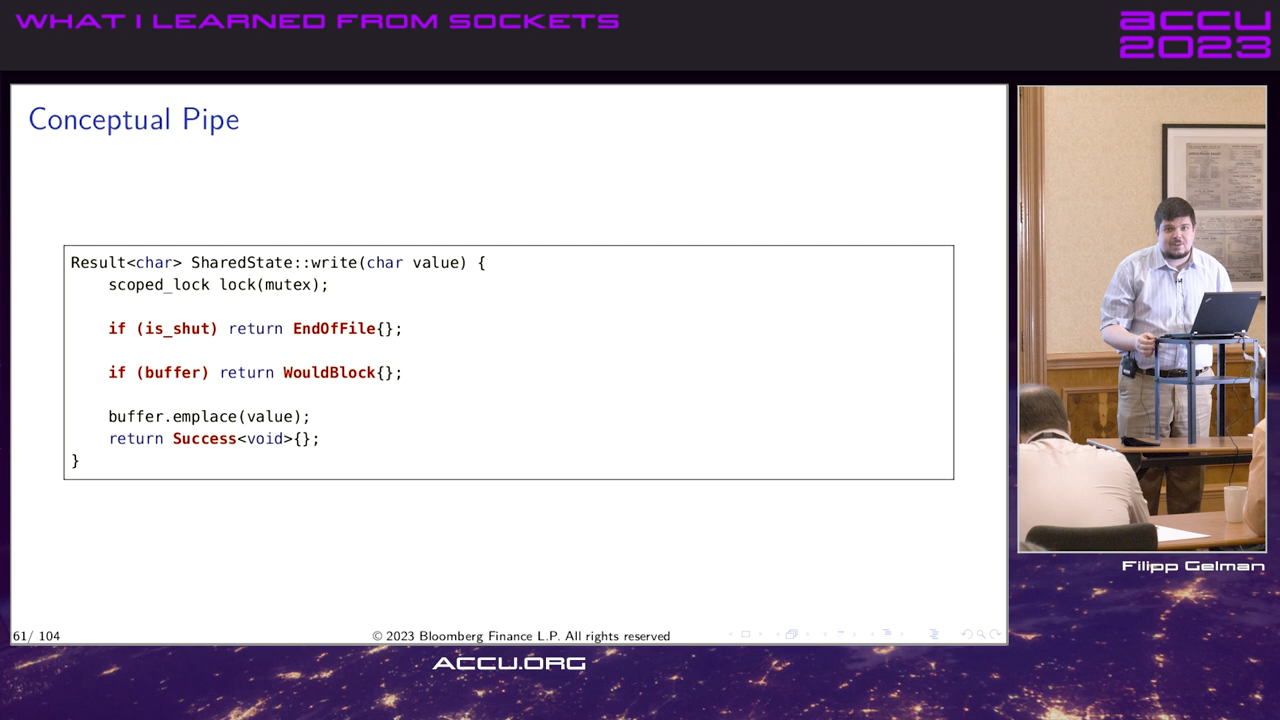 WHAT I LEARNED FROM SOCKETS
ACCU
2023
Conceptual Pipe
Result<char> SharedState::write(char value) {
scoped_lock lock(mutex);
if (is_shut) return EndOfFile{};
if (buffer) return WouldBlock{};
buffer.emplace(value);
return Success<void>{};
}
61/ 104
© 2023 Bloomberg Finance L.P. All rights reserved
Filipp Gelman
ACCU.ORG